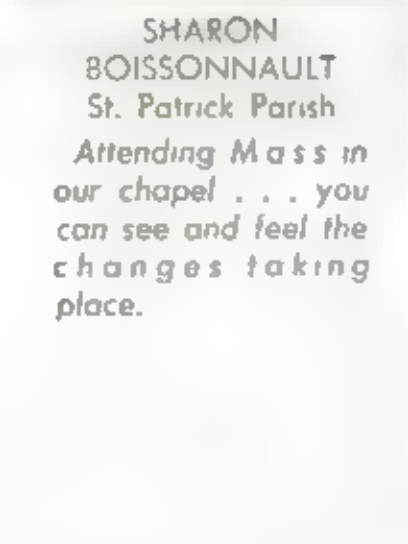 SHARON
BOISSONNAULT
St. Patrick Parish
Attending Mass in
our chapel . . . you
can see and feel the
changes taking
place.